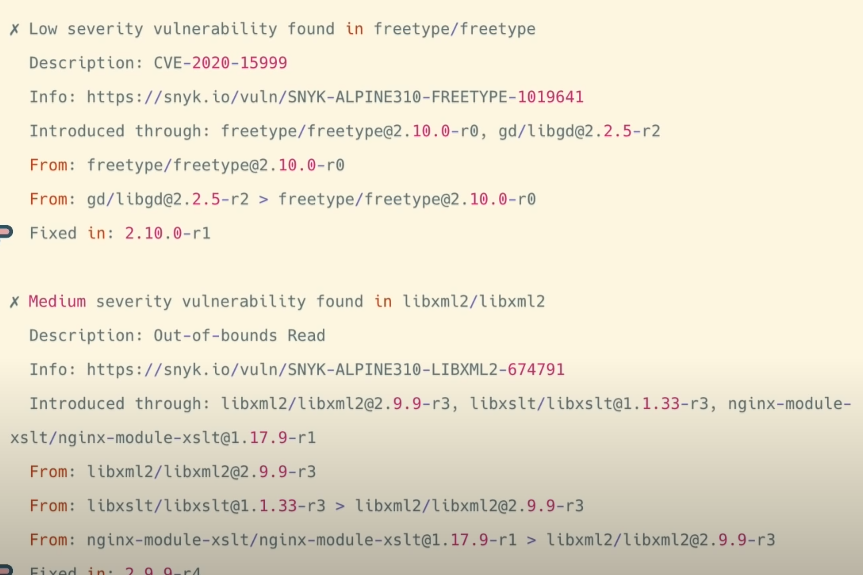 ✗ Low severity vulnerability found in freetype/freetype
Description: CVE-2020-15999
Info: https://snyk.io/vuln/SNYK-ALPINE310-FREETYPE-1019641
Introduced through: freetype/freetype@2.10.0-r0, gd/libgd@2.2.5-r2
From: freetype/freetype@2.10.0-r0
From: gd/libgd@2.2.5-r2 > freetype/freetype@2.10.0-r0
Fixed in: 2.10.0-r1
✗ Medium severity vulnerability found in libxml2/libxml2
Description: Out-of-bounds Read
Info: https://snyk.io/vuln/SNYK-ALPINE310-LIBXML2-674791
Introduced through: libxml2/libxml2@2.9.9-r3, libxslt/libxslt@1.1.33-r3, nginx-module-
xslt/nginx-module-xslt@1.17.9-r1
From: libxml2/libxml2@2.9.9-r3
From: libxslt/libxslt@1.1.33-r3 > libxml2/libxml2@2.9.9-r3
From: nginx-module-xslt/nginx-module-xslt@1.17.9-r1 > libxml2/libxml2@2.9.9-r3
Fixed in: 2.9.9-r4